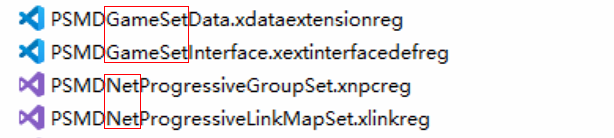 PSMDGameSetData.xdataextensionreg
PSMDGameSetInterface.xextinterfacedefreg
PSMDNetProgressiveGroupSet.xnpcreg
PSMDNetProgressiveLinkMapSet.xlinkreg